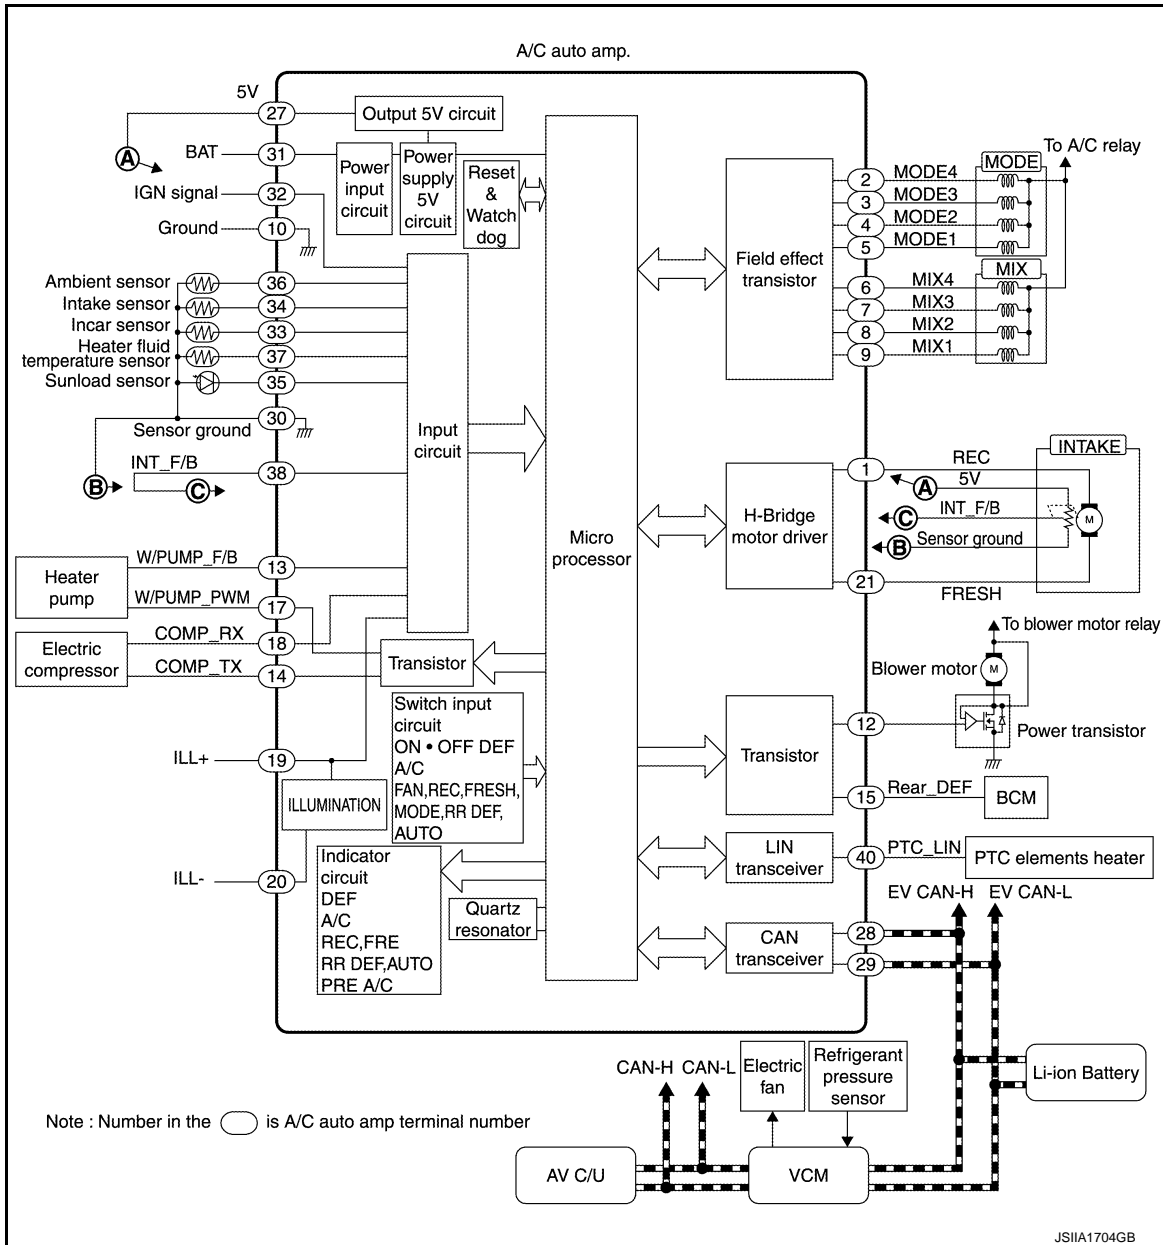 A/C auto amp.
5V
27
Output 5V circuit
A
BAT
31
Power
input
circuit
Power
supply
5V
circuit
Reset
&
Watch
dog
IGN signal
32
Ground
10
Ambient sensor
36
Intake sensor
34
Incar sensor
33
Heater fluid
temperature sensor
37
Sunload sensor
35
30
Sensor ground
INT_F/B
38
B
C
Input
circuit
Micro
processor
Heater
pump
W/PUMP_F/B
13
W/PUMP_PWM
17
Electric
compressor
COMP_RX
18
COMP_TX
14
Transistor
Switch input
circuit
ON • OFF DEF
A/C
FAN,REC,FRESH,
MODE,RR DEF,
AUTO
ILL+
19
ILLUMINATION
ILL-
20
Indicator
circuit
DEF
A/C
REC,FRE
RR DEF,AUTO
PRE A/C
Quartz
resonator
Field effect
transistor
2
MODE4
3
MODE3
4
MODE2
5
MODE1
MODE
To A/C relay
6
MIX4
7
MIX3
8
MIX2
9
MIX1
MIX
H-Bridge
motor driver
1
REC
A
5V
C
INT_F/B
B
Sensor ground
21
FRESH
INTAKE
M
To blower motor relay
Blower motor
M
Power transistor
Transistor
12
15
Rear_DEF
BCM
LIN
transceiver
40
PTC_LIN
PTC elements heater
EV CAN-H
EV CAN-L
CAN
transceiver
28
29
CAN-H
CAN-L
Electric
fan
Refrigerant
pressure
sensor
Li-ion Battery
AV C/U
VCM
Note : Number in the is A/C auto amp terminal number
JSIIA1704GB